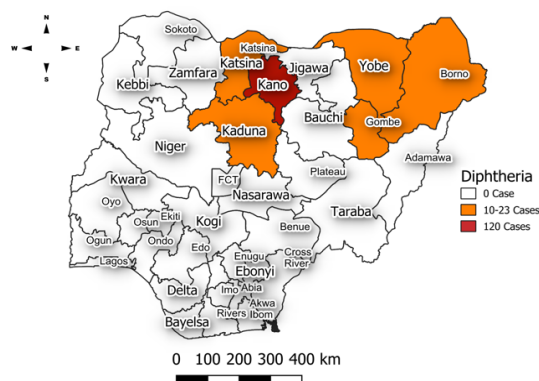 N
W E
S
Sokoto
Katsina
Zamfara
Katsina
Jigawa
Yobe
Borno
Kebbi
Kano
Bauchi
Gombe
Kaduna
Niger
Adamawa
Plateau
FCT
Nasarawa
Kwara
Taraba
Oyo
Kogi
Benue
Osun
Ekiti
Ogun
Ondo
Edo
Cross
River
Enugu
Ebonyi
Lagos
Delta
Imo
Abia
Akwa
Ibom
Rivers
Bayelsa
Diphtheria
0 Case
10-23 Cases
120 Cases
0 100 200 300 400 km